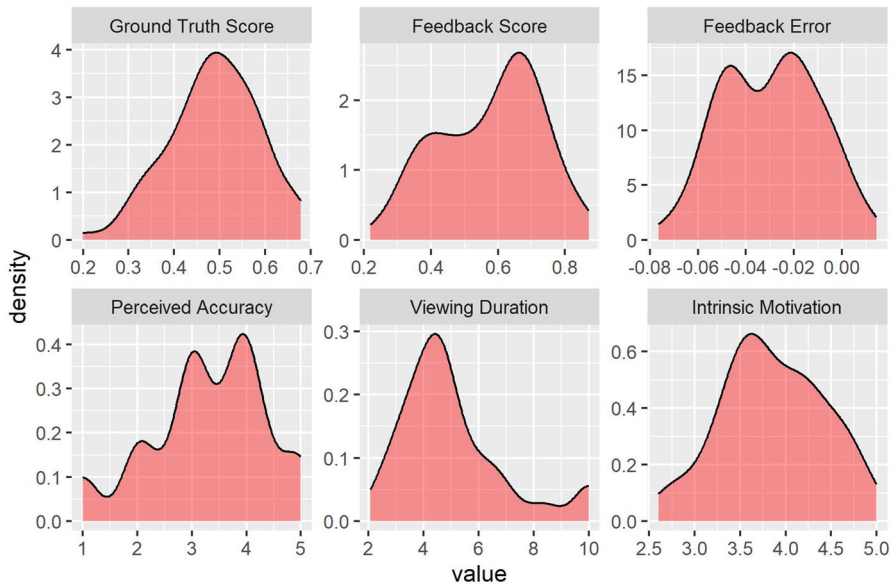 Ground Truth Score
Feedback Score
Feedback Error
4
3
2
1
0
0.2 0.3 0.4 0.5 0.6 0.7
2
1
0
0.2 0.4 0.6 0.8
15
10
5
0
-0.08 -0.06 -0.04 -0.02 0.00
density
Perceived Accuracy
Viewing Duration
Intrinsic Motivation
0.4
0.3
0.2
0.1
0.0
1 2 3 4 5
0.3
0.2
0.1
0.0
2 4 6 8 10
0.6
0.4
0.2
0.0
2.5 3.0 3.5 4.0 4.5 5.0
value